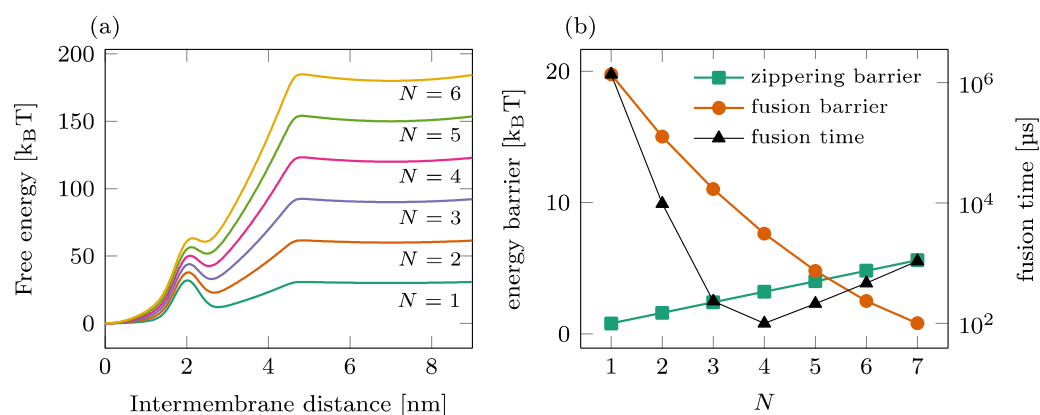 (a)
Free energy [k_BT]
200
150
100
50
0
N = 6
N = 5
N = 4
N = 3
N = 2
N = 1
0 2 4 6 8
Intermembrane distance [nm]
(b)
energy barrier [k_BT]
20
10
0
zippering barrier
fusion barrier
fusion time
10^6
10^4
10^2
fusion time [µs]
1 2 3 4 5 6 7
N